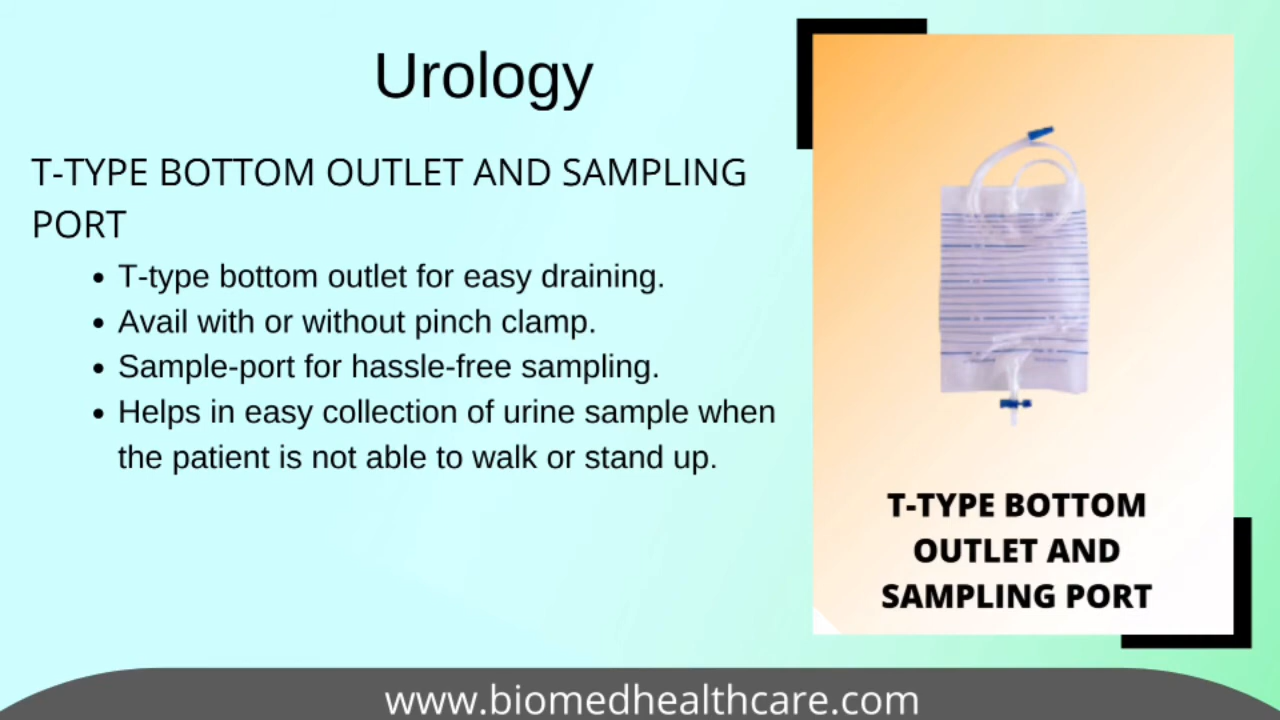 Urology
T-TYPE BOTTOM OUTLET AND SAMPLING
PORT
• T-type bottom outlet for easy draining.
• Avail with or without pinch clamp.
• Sample-port for hassle-free sampling.
• Helps in easy collection of urine sample when
the patient is not able to walk or stand up.
T-TYPE BOTTOM
OUTLET AND
SAMPLING PORT
www.biomedhealthcare.com